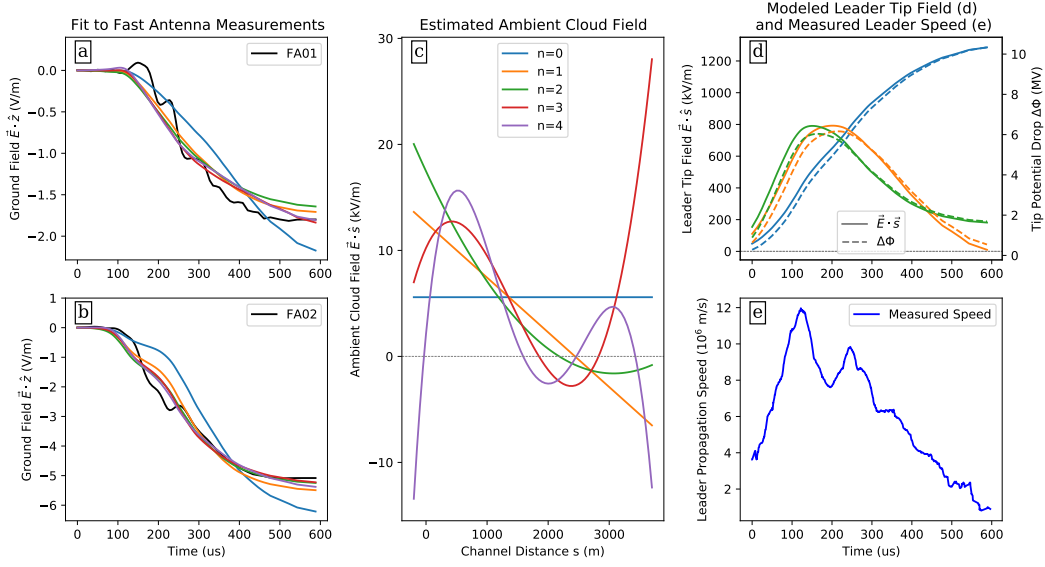 Fit to Fast Antenna Measurements
a
FA01
0.0
−0.5
−1.0
−1.5
−2.0
Ground Field E⃗ · ẑ (V/m)
0 100 200 300 400 500 600
b
FA02
1
0
−1
−2
−3
−4
−5
−6
Ground Field E⃗ · ẑ (V/m)
0 100 200 300 400 500 600
Time (us)
Estimated Ambient Cloud Field
c
n=0
n=1
n=2
n=3
n=4
30
20
10
0
−10
Ambient Cloud Field E⃗ · ŝ (kV/m)
0 1000 2000 3000
Channel Distance s (m)
Modeled Leader Tip Field (d)
and Measured Leader Speed (e)
d
1200
1000
800
600
400
200
0
Leader Tip Field E⃗ · ŝ (kV/m)
E⃗ · s⃗
ΔΦ
10
8
6
4
2
0
Tip Potential Drop ΔΦ (MV)
0 100 200 300 400 500 600
e
Measured Speed
12
10
8
6
4
2
Leader Propagation Speed (10⁶ m/s)
0 100 200 300 400 500 600
Time (us)